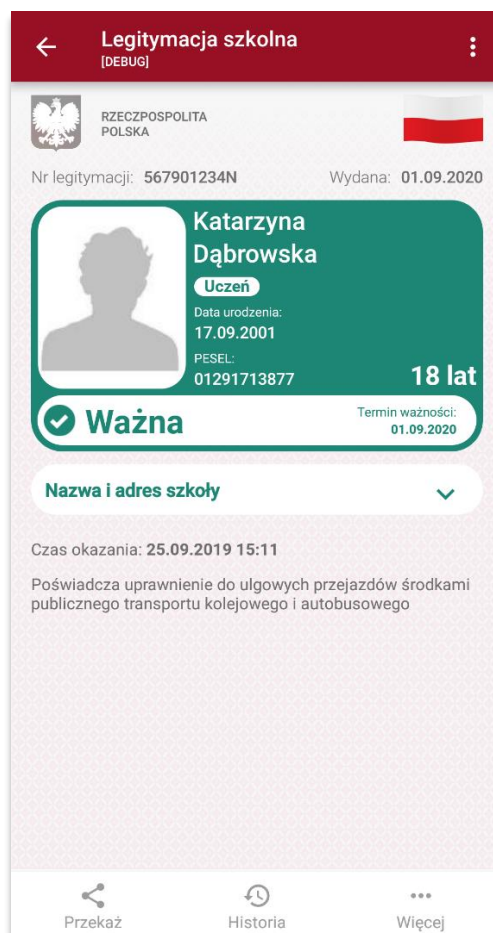 Legitymacja szkolna
[DEBUG]
RZECZPOSPOLITA
POLSKA
Nr legitymacji: 567901234N Wydana: 01.09.2020
Katarzyna
Dąbrowska
Uczeń
Data urodzenia:
17.09.2001
PESEL:
01291713877
18 lat
Ważna
Termin ważności:
01.09.2020
Nazwa i adres szkoły
Czas okazania: 25.09.2019 15:11
Poświadcza uprawnienie do ulgowych przejazdów środkami
publicznego transportu kolejowego i autobusowego
Przekaż Historia Więcej